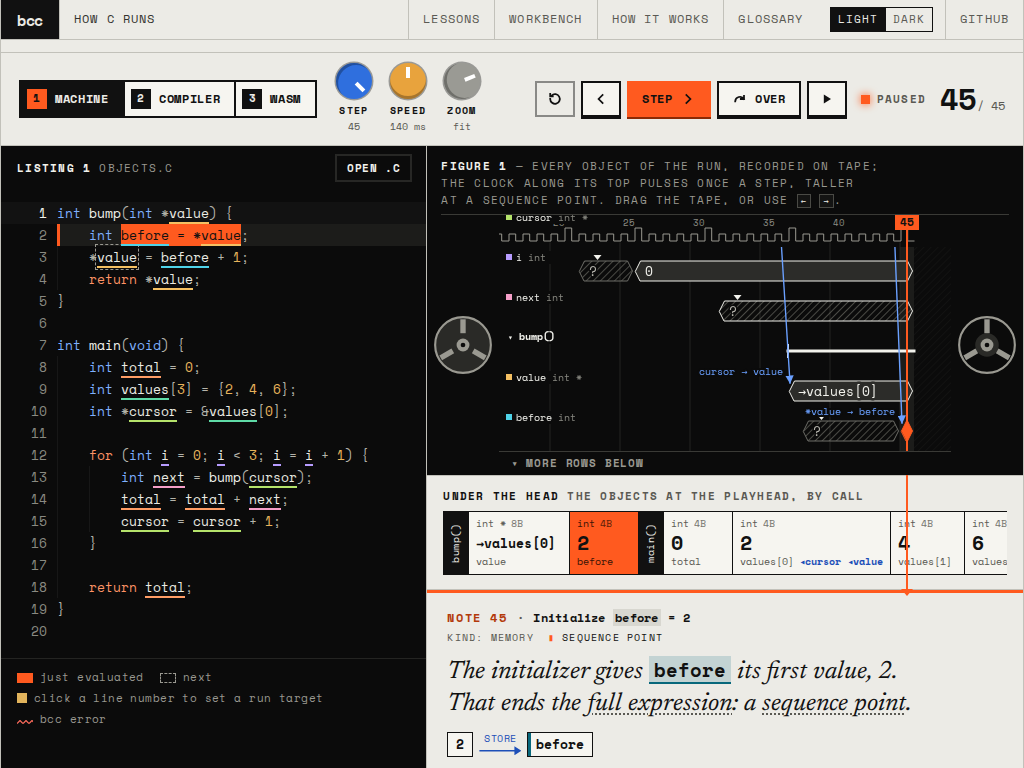 bcc HOW C RUNS LESSONS WORKBENCH HOW IT WORKS GLOSSARY LIGHT DARK GITHUB
1 MACHINE 2 COMPILER 3 WASM
STEP 45
SPEED 140 ms
ZOOM fit
STEP OVER PAUSED 45 / 45
LISTING 1 OBJECTS.C OPEN .C
1 int bump(int *value) {
2 int before = *value;
3 *value = before + 1;
4 return *value;
5 }
6
7 int main(void) {
8 int total = 0;
9 int values[3] = {2, 4, 6};
10 int *cursor = &values[0];
11
12 for (int i = 0; i < 3; i = i + 1) {
13 int next = bump(cursor);
14 total = total + next;
15 cursor = cursor + 1;
16 }
17
18 return total;
19 }
20
just evaluated next
click a line number to set a run target
bcc error
FIGURE 1 — EVERY OBJECT OF THE RUN, RECORDED ON TAPE;
THE CLOCK ALONG ITS TOP PULSES ONCE A STEP, TALLER
AT A SEQUENCE POINT. DRAG THE TAPE, OR USE ← →.
cursor int *
25 30 35 40 45
i int ? 0
next int ?
▾ bump()
cursor → value
value int * →values[0]
*value → before
before int ?
▾ MORE ROWS BELOW
UNDER THE HEAD THE OBJECTS AT THE PLAYHEAD, BY CALL
bump()
int * 8B
→values[0]
value
int 4B
2
before
main()
int 4B
0
total
int 4B
2
values[0] ◂cursor ◂value
int 4B
4
values[1]
int 4B
6
values
NOTE 45 · Initialize before = 2
KIND: MEMORY SEQUENCE POINT
The initializer gives before its first value, 2.
That ends the full expression: a sequence point.
2 STORE before